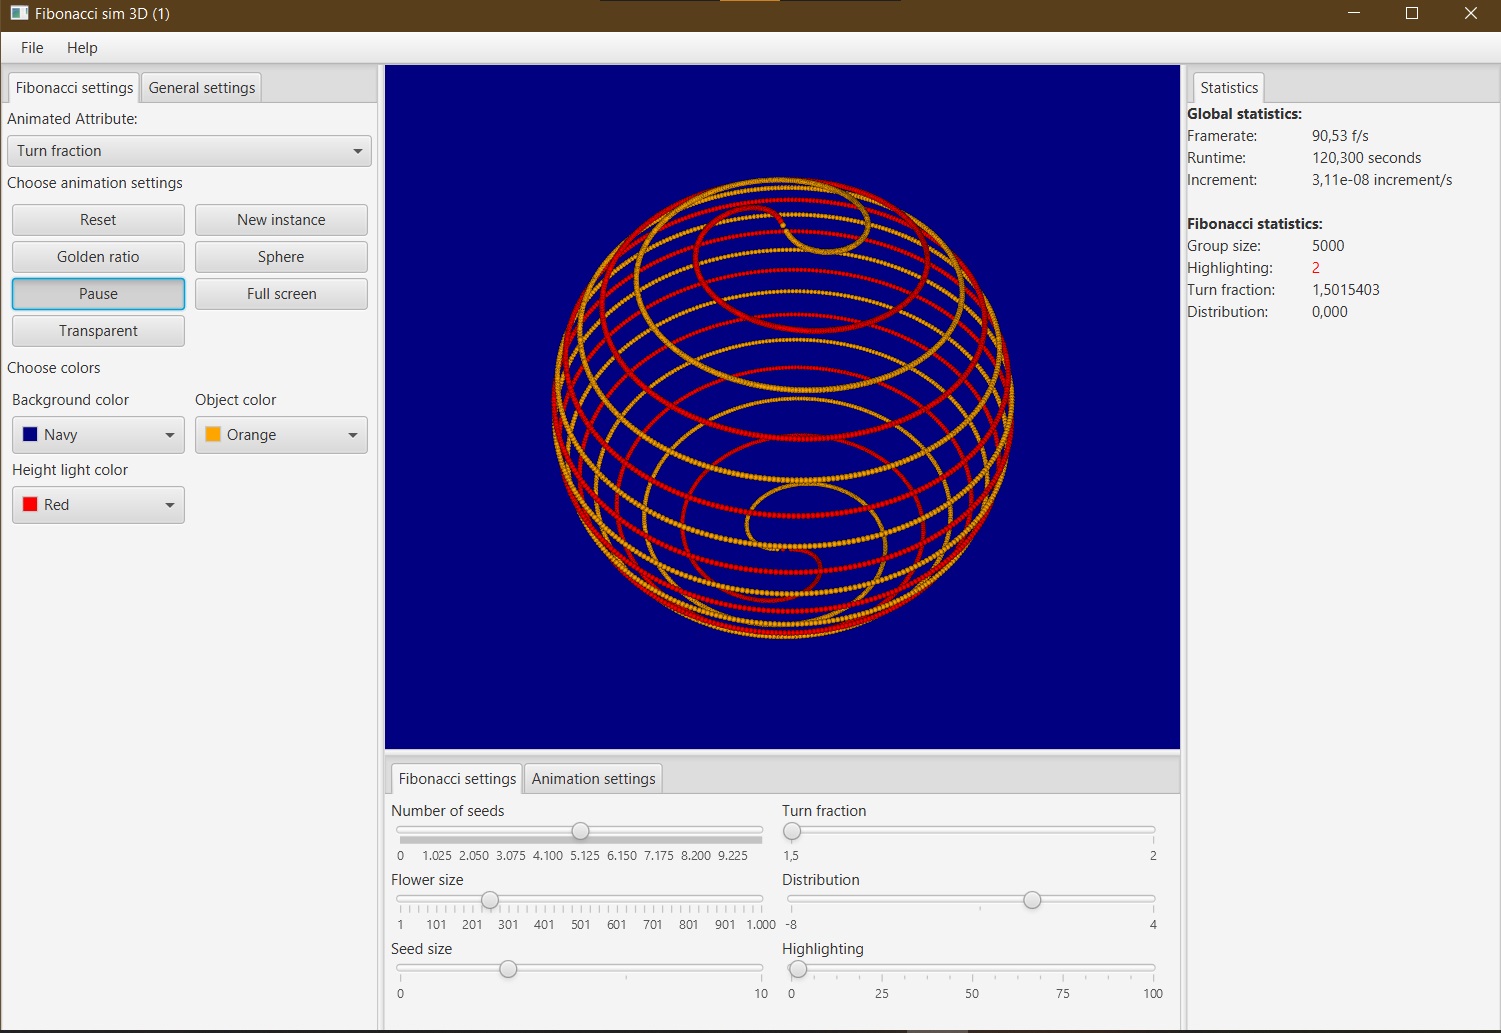 Fibonacci sim 3D (1)
File Help
Fibonacci settings General settings
Animated Attribute:
Turn fraction
Choose animation settings
Reset New instance
Golden ratio Sphere
Pause Full screen
Transparent
Choose colors
Background color Object color
Navy Orange
Height light color
Red
Fibonacci settings Animation settings
Number of seeds
0 1.025 2.050 3.075 4.100 5.125 6.150 7.175 8.200 9.225
Flower size
1 101 201 301 401 501 601 701 801 901 1.000
Seed size
0 10
Turn fraction
1,5 2
Distribution
-8 4
Highlighting
0 25 50 75 100
Statistics
Global statistics:
Framerate: 90,53 f/s
Runtime: 120,300 seconds
Increment: 3,11e-08 increment/s
Fibonacci statistics:
Group size: 5000
Highlighting: 2
Turn fraction: 1,5015403
Distribution: 0,000